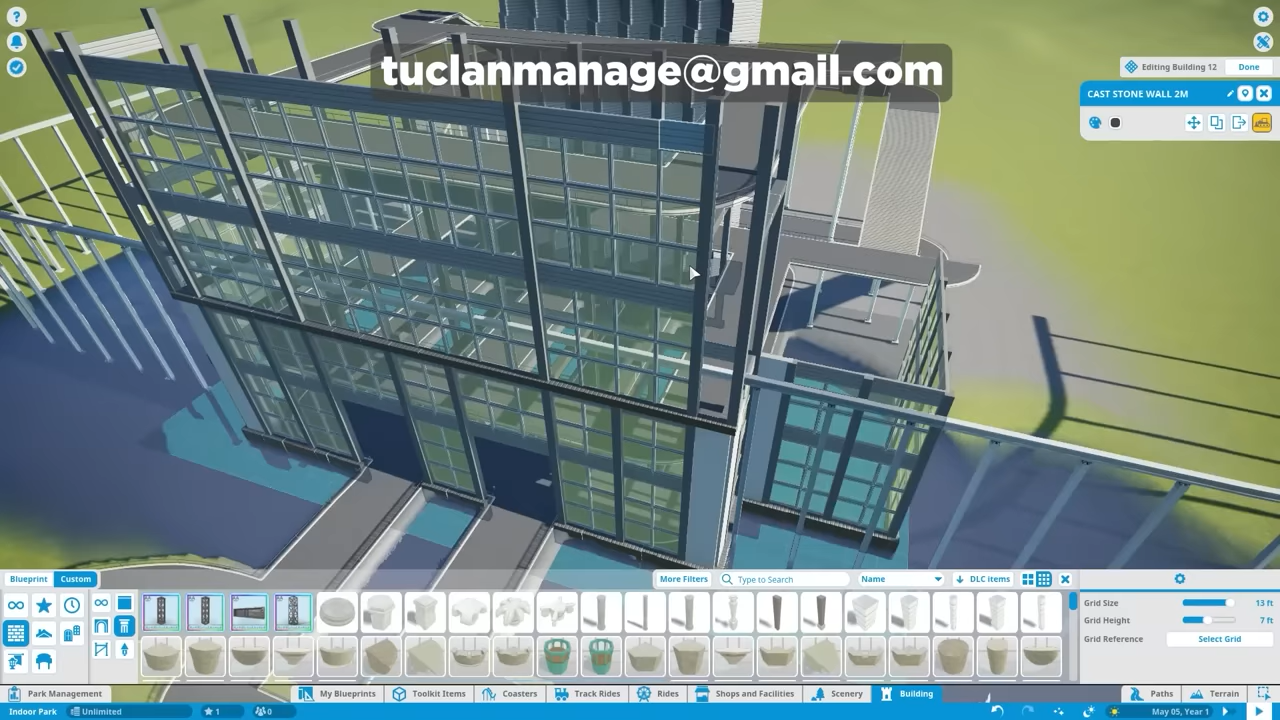 tuclanmanage@gmail.com
Editing Building 12
Done
CAST STONE WALL 2M
Blueprint
Custom
More Filters
Type to Search
Name
DLC items
Grid Size
13 ft
Grid Height
7 ft
Grid Reference
Select Grid
Park Management
My Blueprints
Toolkit Items
Coasters
Track Rides
Rides
Shops and Facilities
Scenery
Building
Paths
Terrain
Indoor Park
Unlimited
1
0
May 05, Year 1